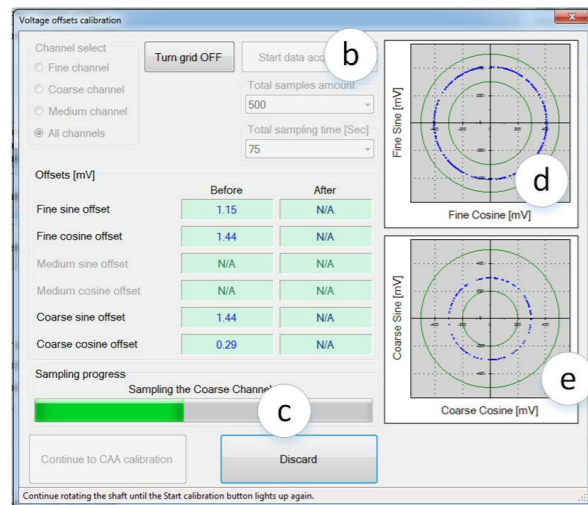 Voltage offsets calibration
Channel select
Fine channel
Coarse channel
Medium channel
All channels
Turn grid OFF
Start data acq
b
Total samples amount
500
Total sampling time [Sec]
75
Offsets [mV]
Before After
Fine sine offset 1.15 N/A
Fine cosine offset 1.44 N/A
Medium sine offset N/A N/A
Medium cosine offset N/A N/A
Coarse sine offset 1.44 N/A
Coarse cosine offset 0.29 N/A
Sampling progress
Sampling the Coarse Channel
c
Continue to CAA calibration
Discard
Continue rotating the shaft until the Start calibration button lights up again.
Fine Sine [mV]
d
Fine Cosine [mV]
Coarse Sine [mV]
e
Coarse Cosine [mV]